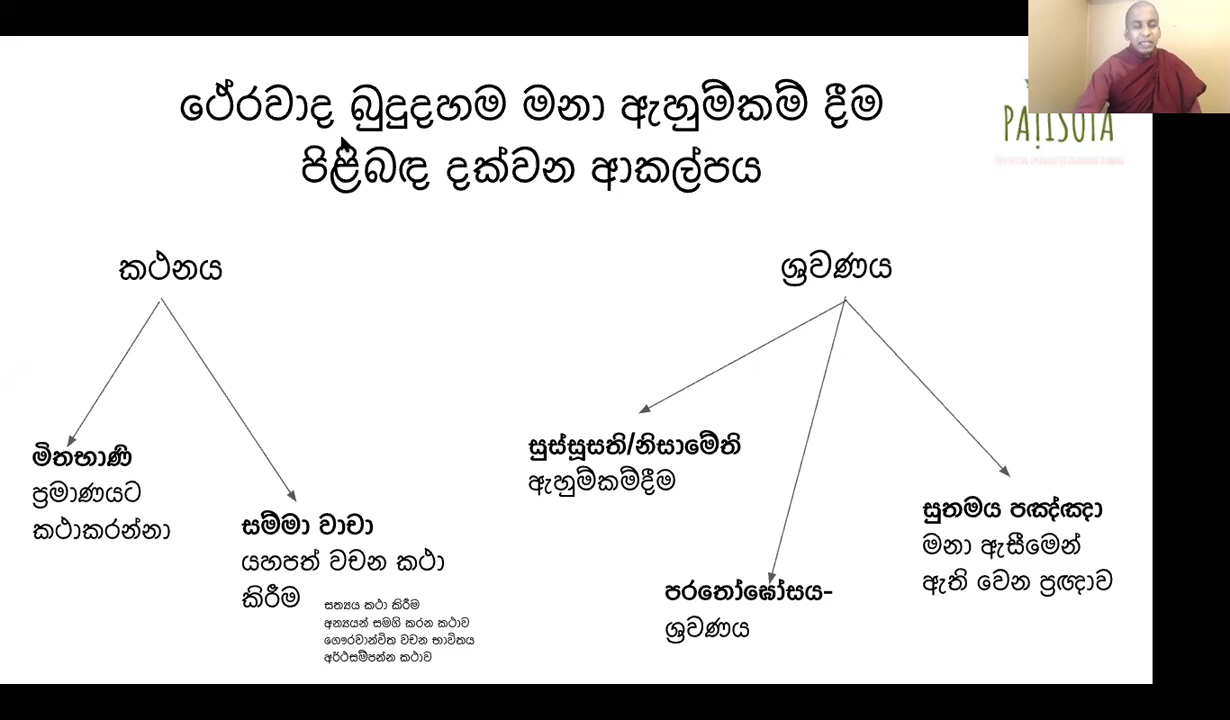 ථේරවාද බුදුදහම මනා ඇහුම්කම් දීම
පිළිබඳ දක්වන ආකල්පය
PAṬISOTA
කථනය
ශ්‍රවණය
මිතභාණී
ප්‍රමාණයට
කථාකරන්නා
සම්මා වාචා
යහපත් වචන කථා
කිරීම
සත්‍යය කථා කිරීම
අන්‍යයන් සමගි කරන කථාව
ගෞරවාන්විත වචන භාවිතය
අර්ථසම්පන්න කථාව
සුස්සූසති/නිසාමේති
ඇහුම්කම්දීම
පරතෝඝෝසය-
ශ්‍රවණය
සුතමය පඤ්ඤා
මනා ඇසීමෙන්
ඇති වෙන ප්‍රඥාව